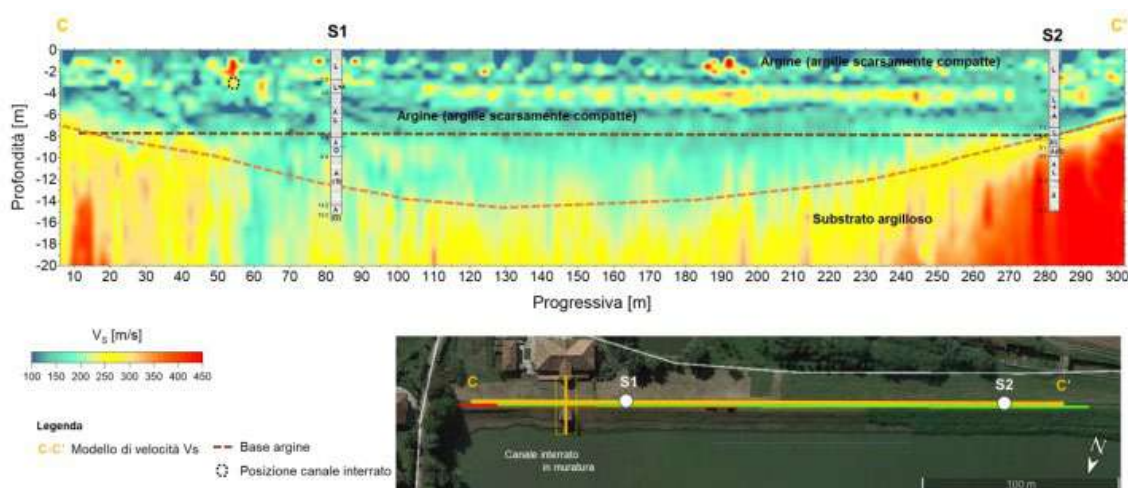 C
S1
S2
C'
Profondità [m]
0
-2
-4
-6
-8
-10
-12
-14
-16
-18
-20
Argine (argille scarsamente compatte)
Argine (argille scarsamente compatte)
Substrato argilloso
10 20 30 40 50 60 70 80 90 100 110 120 130 140 150 160 170 180 190 200 210 220 230 240 250 260 270 280 290 300
Progressiva [m]
Vs [m/s]
100 150 200 250 300 350 400 450
Legenda
C-C' Modello di velocità Vs
Base argine
Posizione canale interrato
C
S1
S2
C'
Canale interrato
in muratura
N
100 m